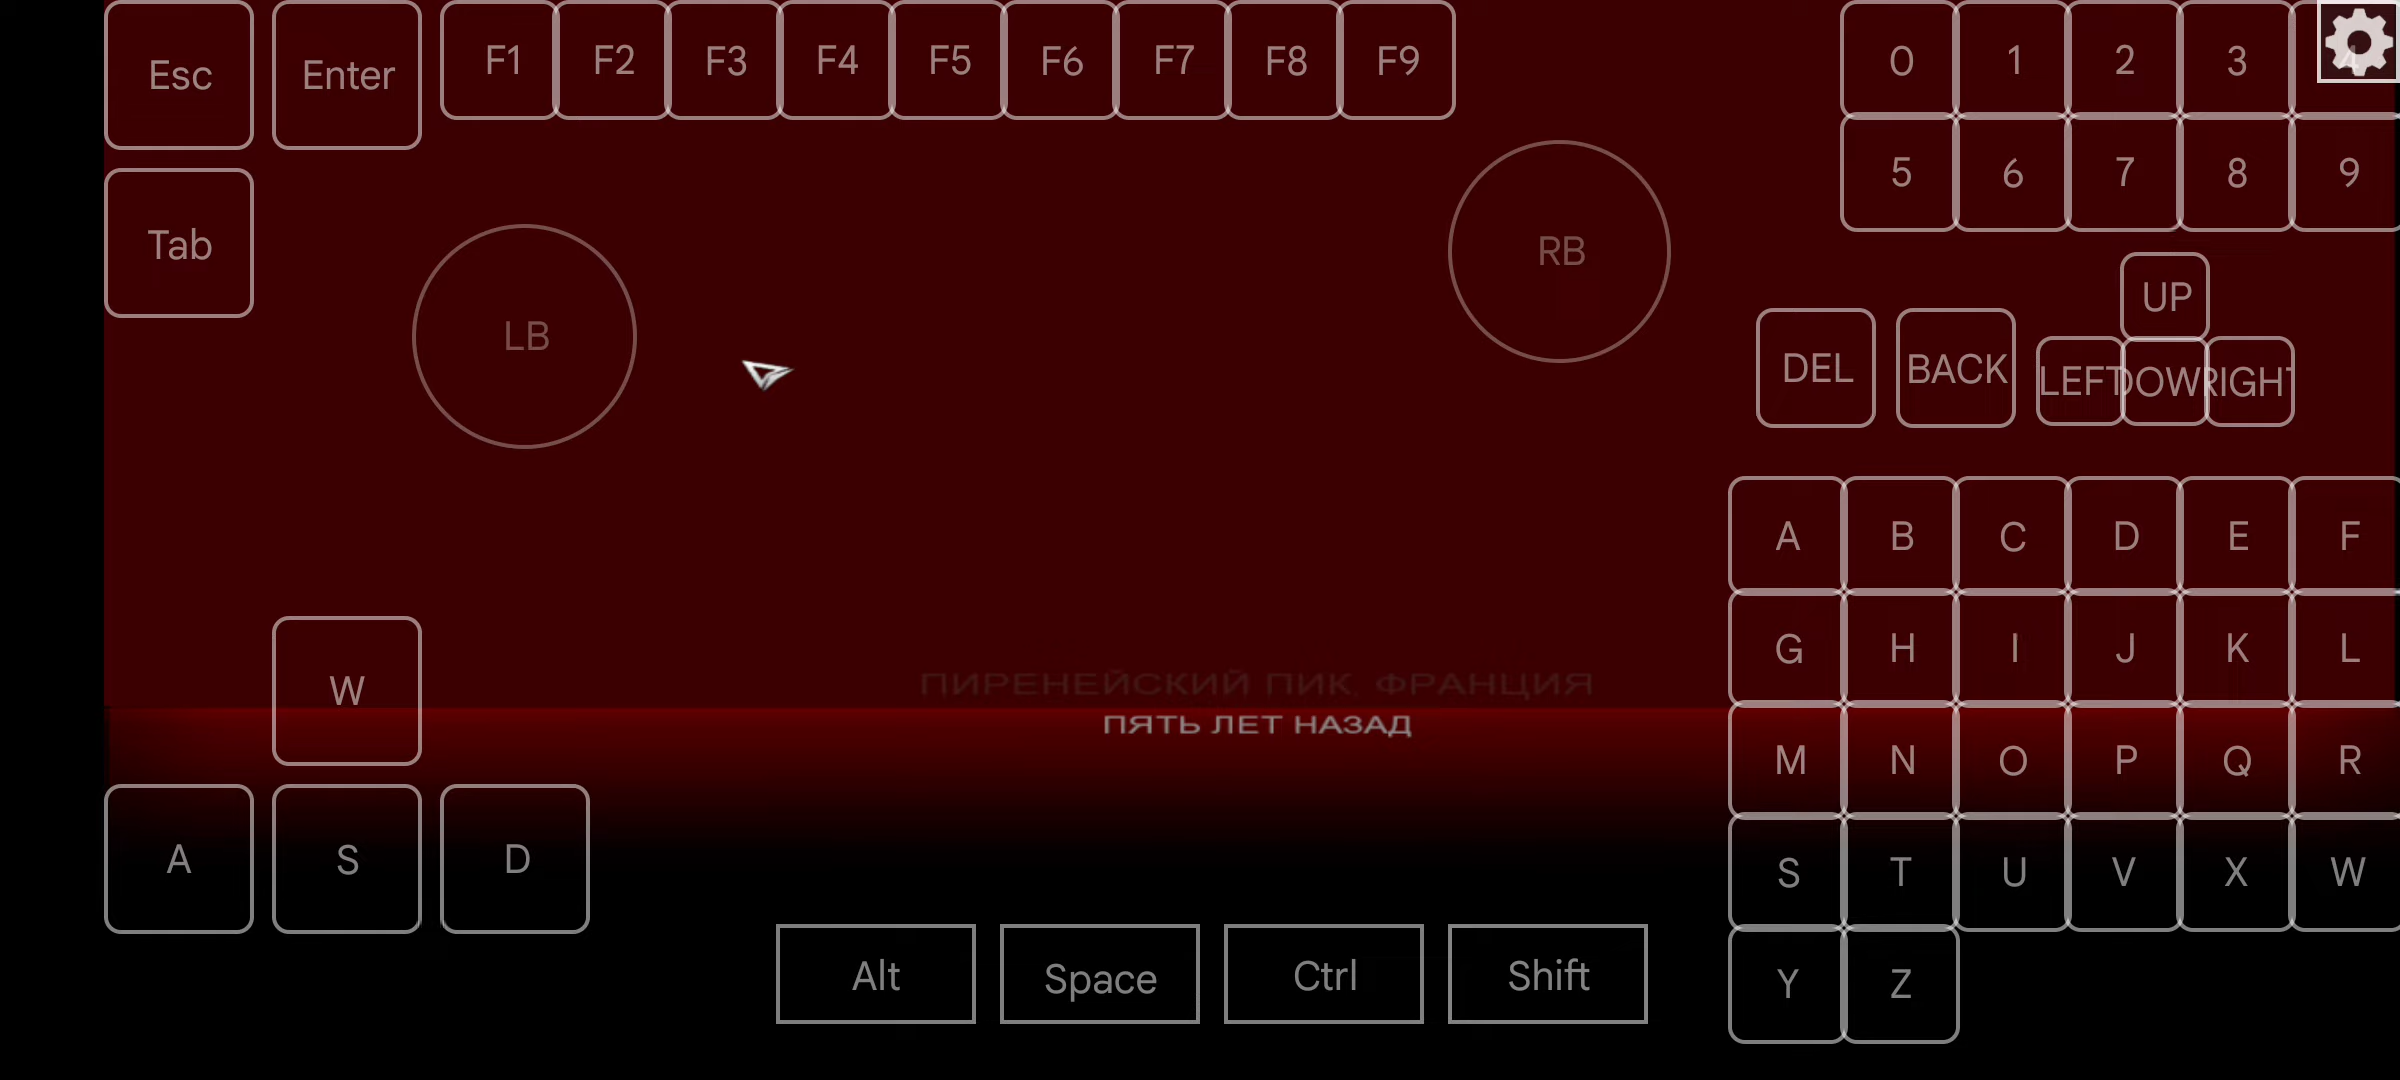 Esc Enter F1 F2 F3 F4 F5 F6 F7 F8 F9 0 1 2 3 4
Tab 5 6 7 8 9
LB RB
UP
DEL BACK LEFT DOW RIGHT
A B C D E F
G H I J K L
W
ПИРЕНЕЙСКИЙ ПИК, ФРАНЦИЯ
ПЯТЬ ЛЕТ НАЗАД
M N O P Q R
A S D
S T U V X W
Alt Space Ctrl Shift
Y Z